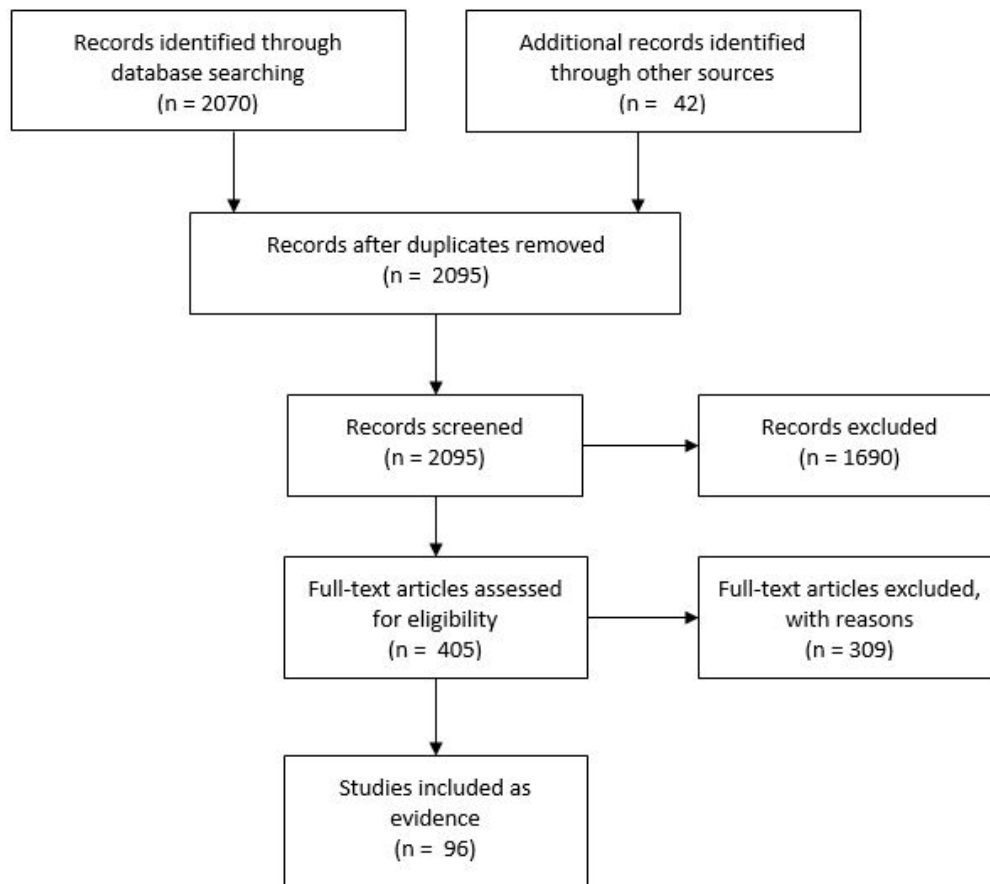 Records identified through
database searching
(n = 2070)
Additional records identified
through other sources
(n =   42)
Records after duplicates removed
(n =  2095)
Records screened
(n = 2095)
Records excluded
(n = 1690)
Full-text articles assessed
for eligibility
(n =  405)
Full-text articles excluded,
with reasons
(n = 309)
Studies included as
evidence
(n =  96)